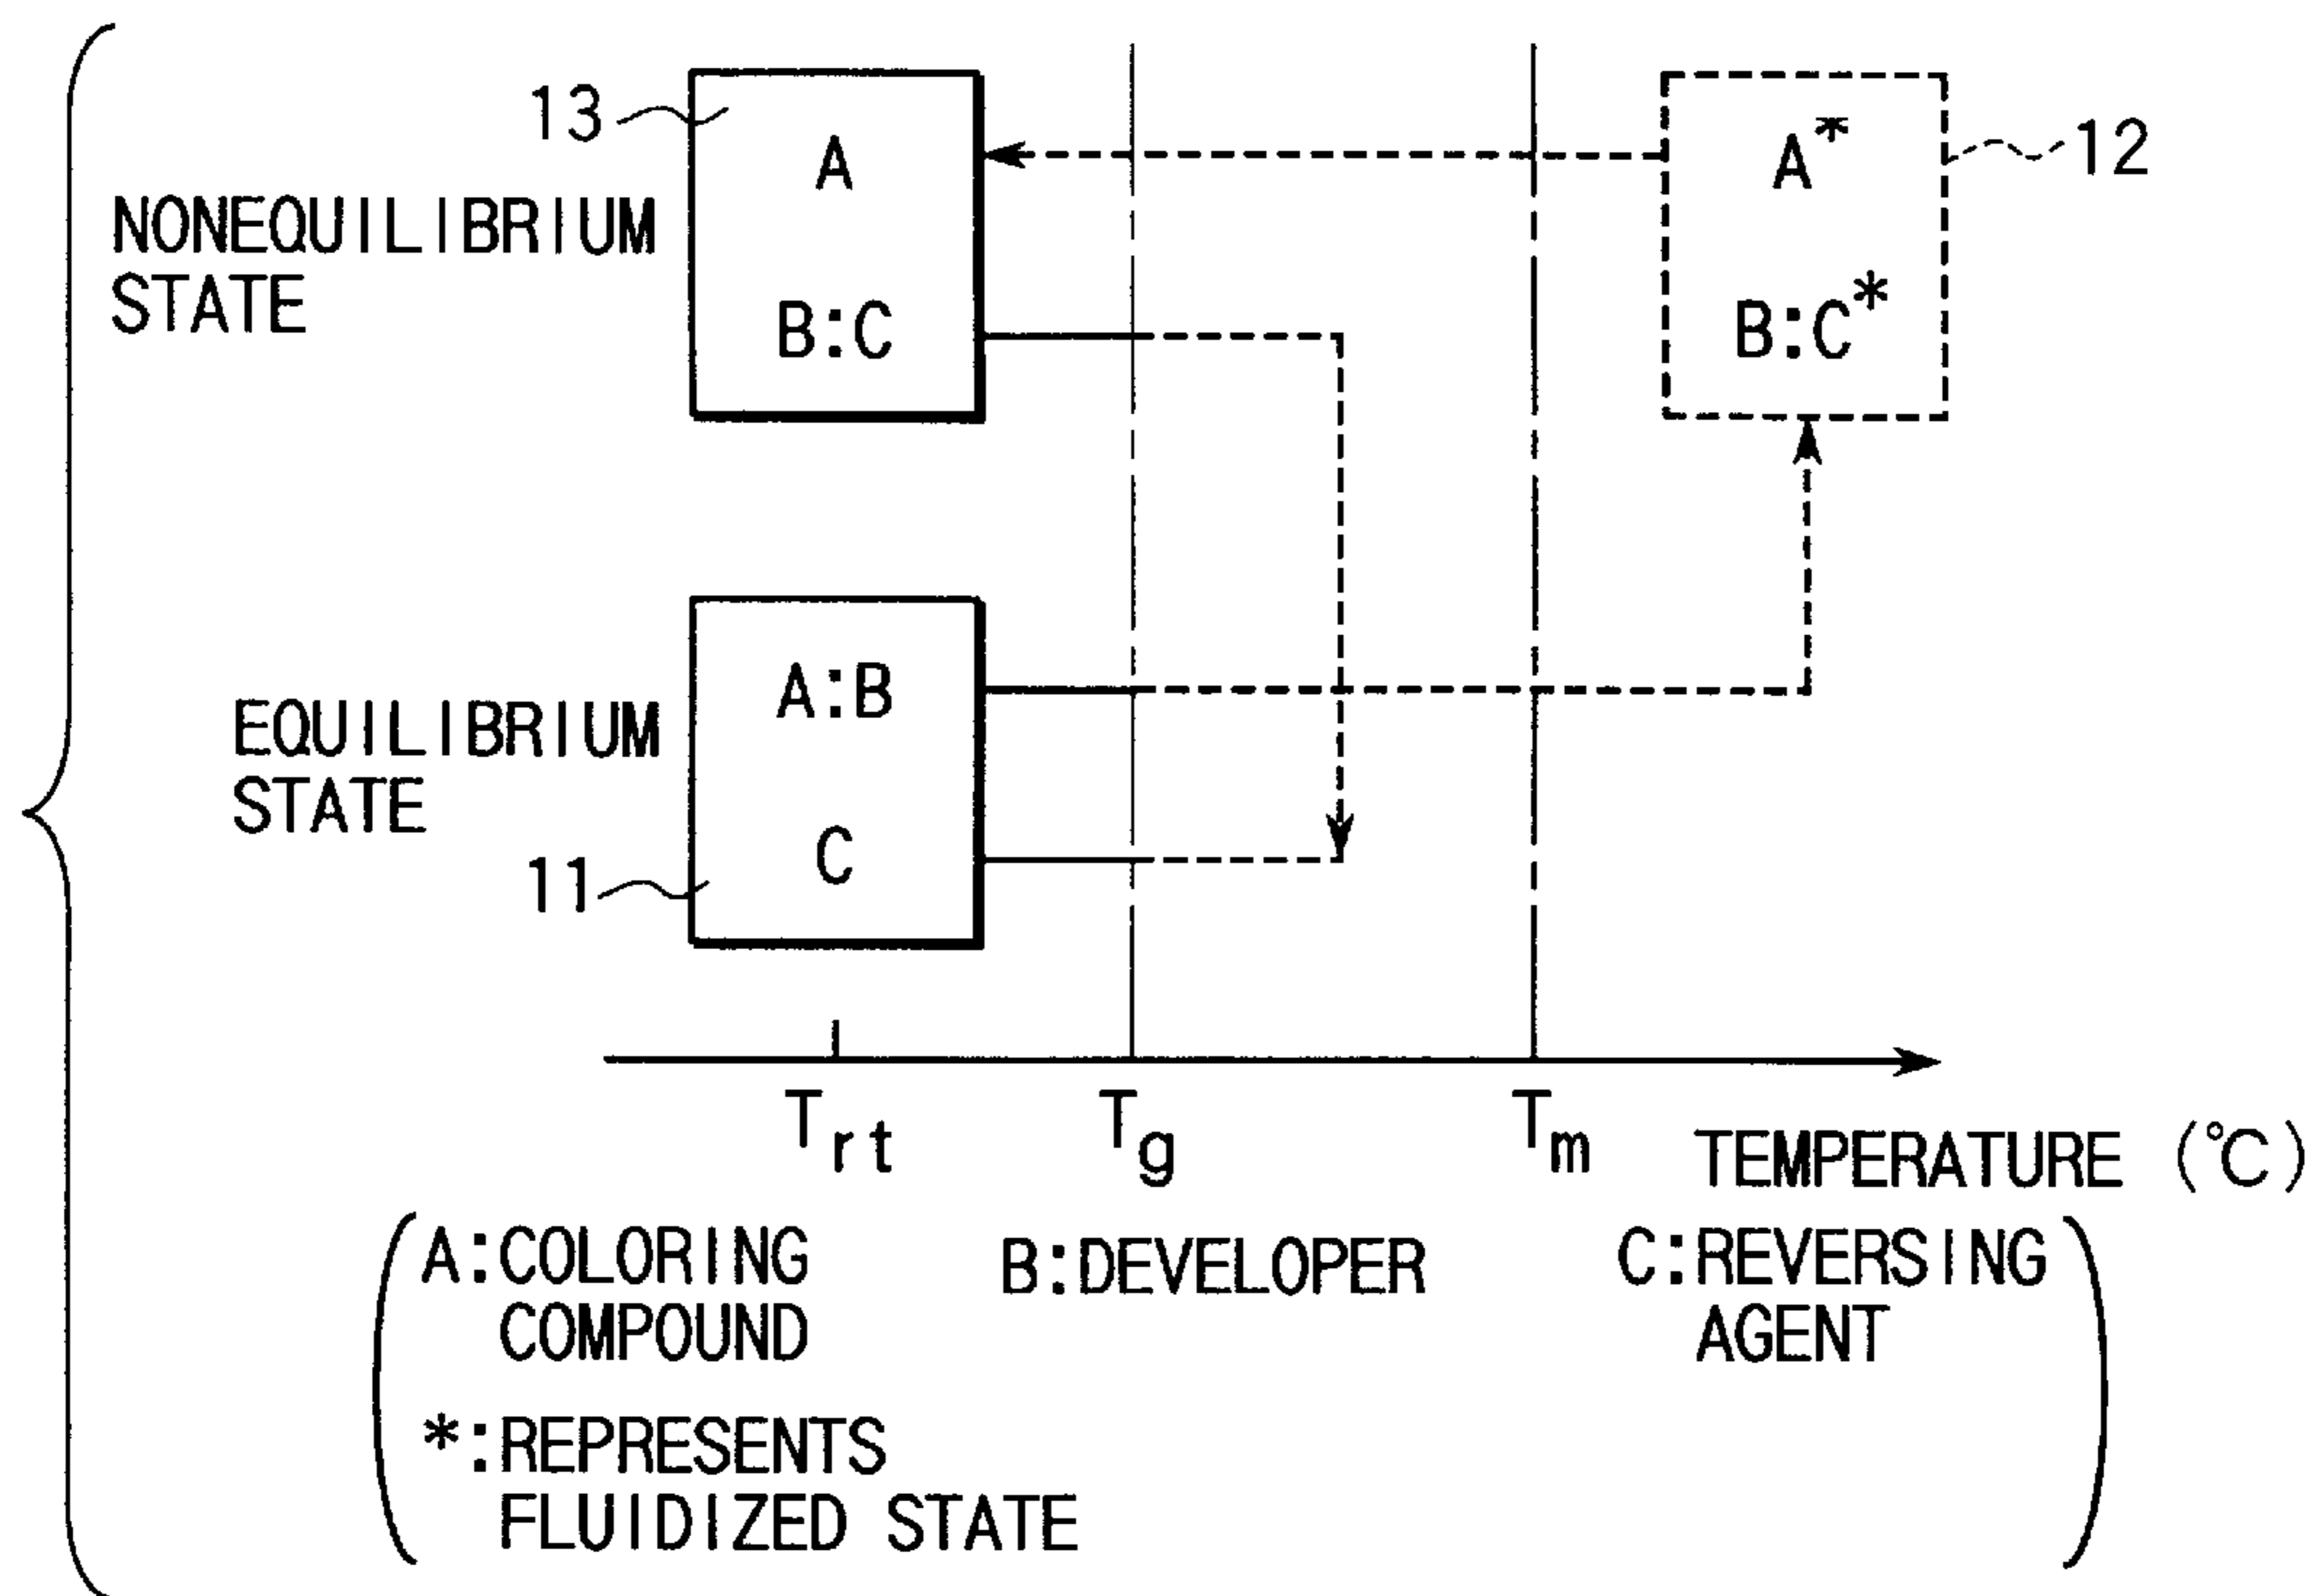 13
A
A*
12
NONEQUILIBRIUM
STATE
B:C
B:C*
A:B
EQUILIBRIUM
STATE
C
11
Trt
Tg
Tm
TEMPERATURE (°C)
A:COLORING
COMPOUND
B:DEVELOPER
C:REVERSING
AGENT
*:REPRESENTS
FLUIDIZED STATE